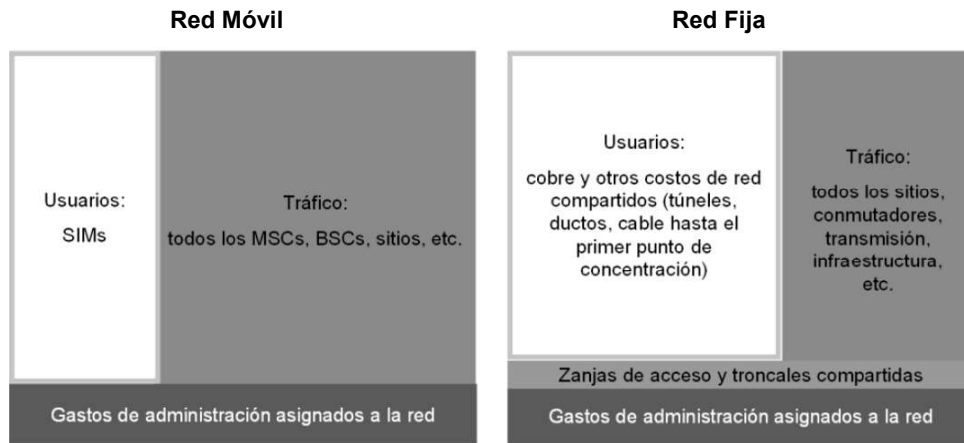 Red Móvil
Usuarios:
SIMs
Tráfico:
todos los MSCs, BSCs, sitios, etc.
Gastos de administración asignados a la red
Red Fija
Usuarios:
cobre y otros costos de red
compartidos (túneles,
ductos, cable hasta el
primer punto de
concentración)
Tráfico:
todos los sitios,
conmutadores,
transmisión,
infraestructura,
etc.
Zanjas de acceso y troncales compartidas
Gastos de administración asignados a la red